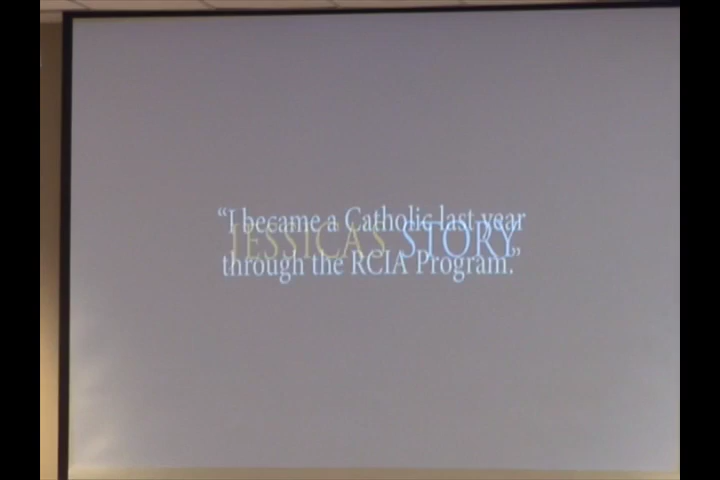 “I became a Catholic last year
JESSICA'S STORY
through the RCIA Program.”